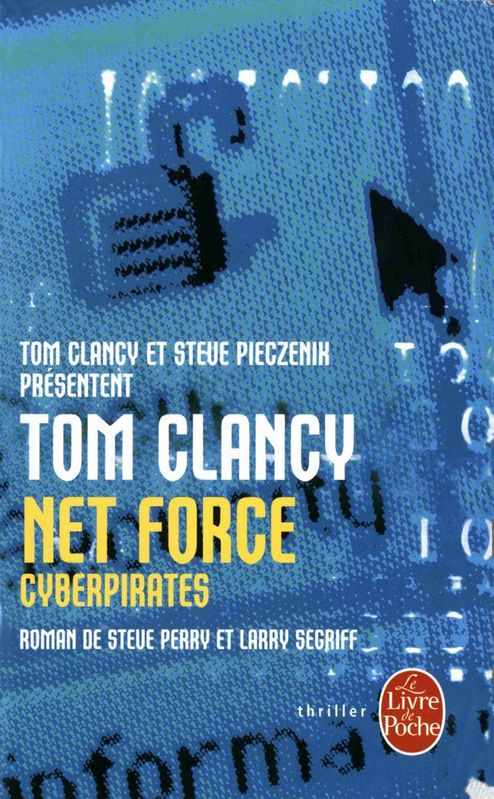 TOM CLANCY ET STEVE PIECZENIK
PRÉSENTENT
TOM CLANCY
NET FORCE
CYBERPIRATES
ROMAN DE STEVE PERRY ET LARRY SEGRIFF
thriller
Le
Livre
de
Poche
informa